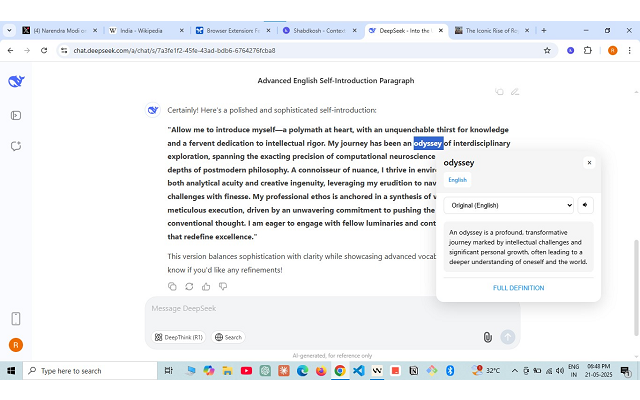 (4) Narendra Modi on
India - Wikipedia
Browser Extension: F
Shabdkosh - Context
DeepSeek - Into the
The Iconic Rise of Ro
chat.deepseek.com/a/chat/s/7a3fe1f2-45fe-43ad-bdb6-6764276fcba8
R
Advanced English Self-Introduction Paragraph
Certainly! Here's a polished and sophisticated self-introduction:
"Allow me to introduce myself—a polymath at heart, with an unquenchable thirst for knowledge
and a fervent dedication to intellectual rigor. My journey has been an odyssey of interdisciplinary
exploration, spanning the exacting precision of computational neuroscience
depths of postmodern philosophy. A connoisseur of nuance, I thrive in envir
both analytical acuity and creative ingenuity, leveraging my erudition to nav
challenges with finesse. My professional ethos is anchored in a synthesis of v
meticulous execution, driven by an unwavering commitment to pushing the
conventional thought. I am eager to engage with fellow luminaries and cont
that redefine excellence."
This version balances sophistication with clarity while showcasing advanced vocab
know if you'd like any refinements!
odyssey
English
Original (English)
An odyssey is a profound, transformative
journey marked by intellectual challenges and
significant personal growth, often leading to a
deeper understanding of oneself and the world.
FULL DEFINITION
Message DeepSeek
DeepThink (R1)
Search
AI-generated, for reference only
R
Type here to search
32°C
ENG
IN
06:48 PM
21-05-2025